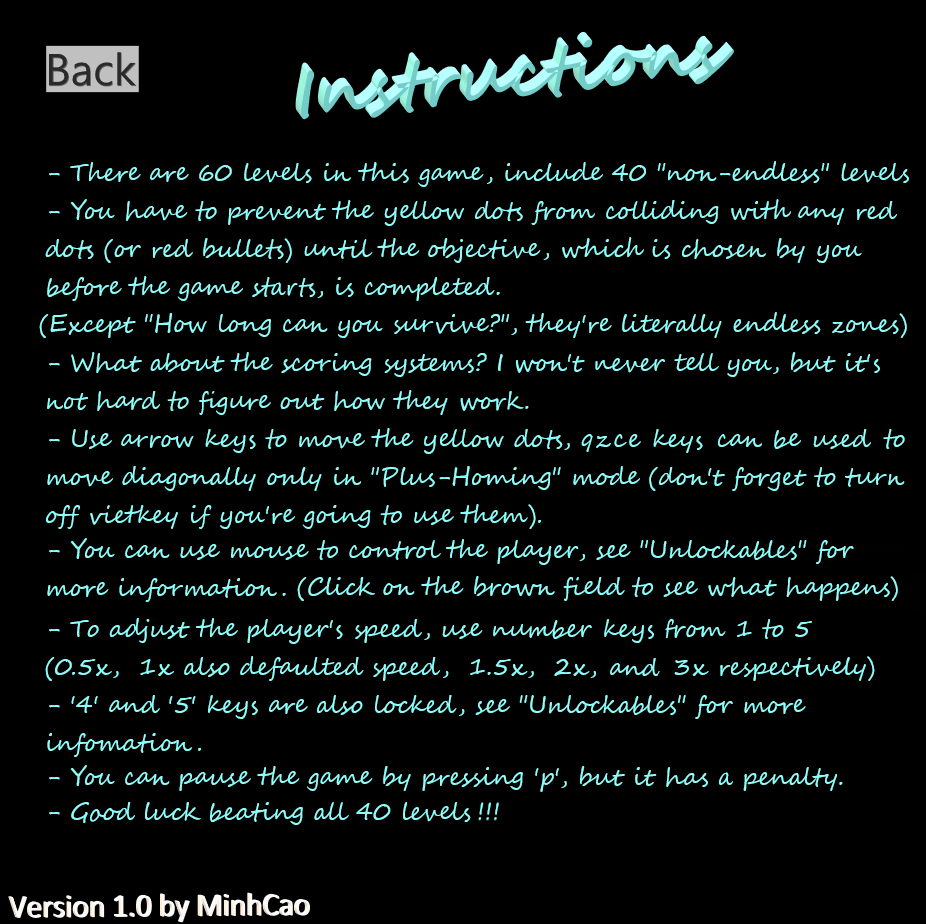 Back
Instructions
- There are 60 levels in this game, include 40 "non-endless" levels
- You have to prevent the yellow dots from colliding with any red
dots (or red bullets) until the objective, which is chosen by you
before the game starts, is completed.
(Except "How long can you survive?", they're literally endless zones)
- What about the scoring systems? I won't never tell you, but it's
not hard to figure out how they work.
- Use arrow keys to move the yellow dots, qzce keys can be used to
move diagonally only in "Plus-Homing" mode (don't forget to turn
off vietkey if you're going to use them).
- You can use mouse to control the player, see "Unlockables" for
more information. (Click on the brown field to see what happens)
- To adjust the player's speed, use number keys from 1 to 5
(0.5x, 1x also defaulted speed, 1.5x, 2x, and 3x respectively)
- '4' and '5' keys are also locked, see "Unlockables" for more
infomation.
- You can pause the game by pressing 'p', but it has a penalty.
- Good luck beating all 40 levels!!!
Version 1.0 by MinhCao